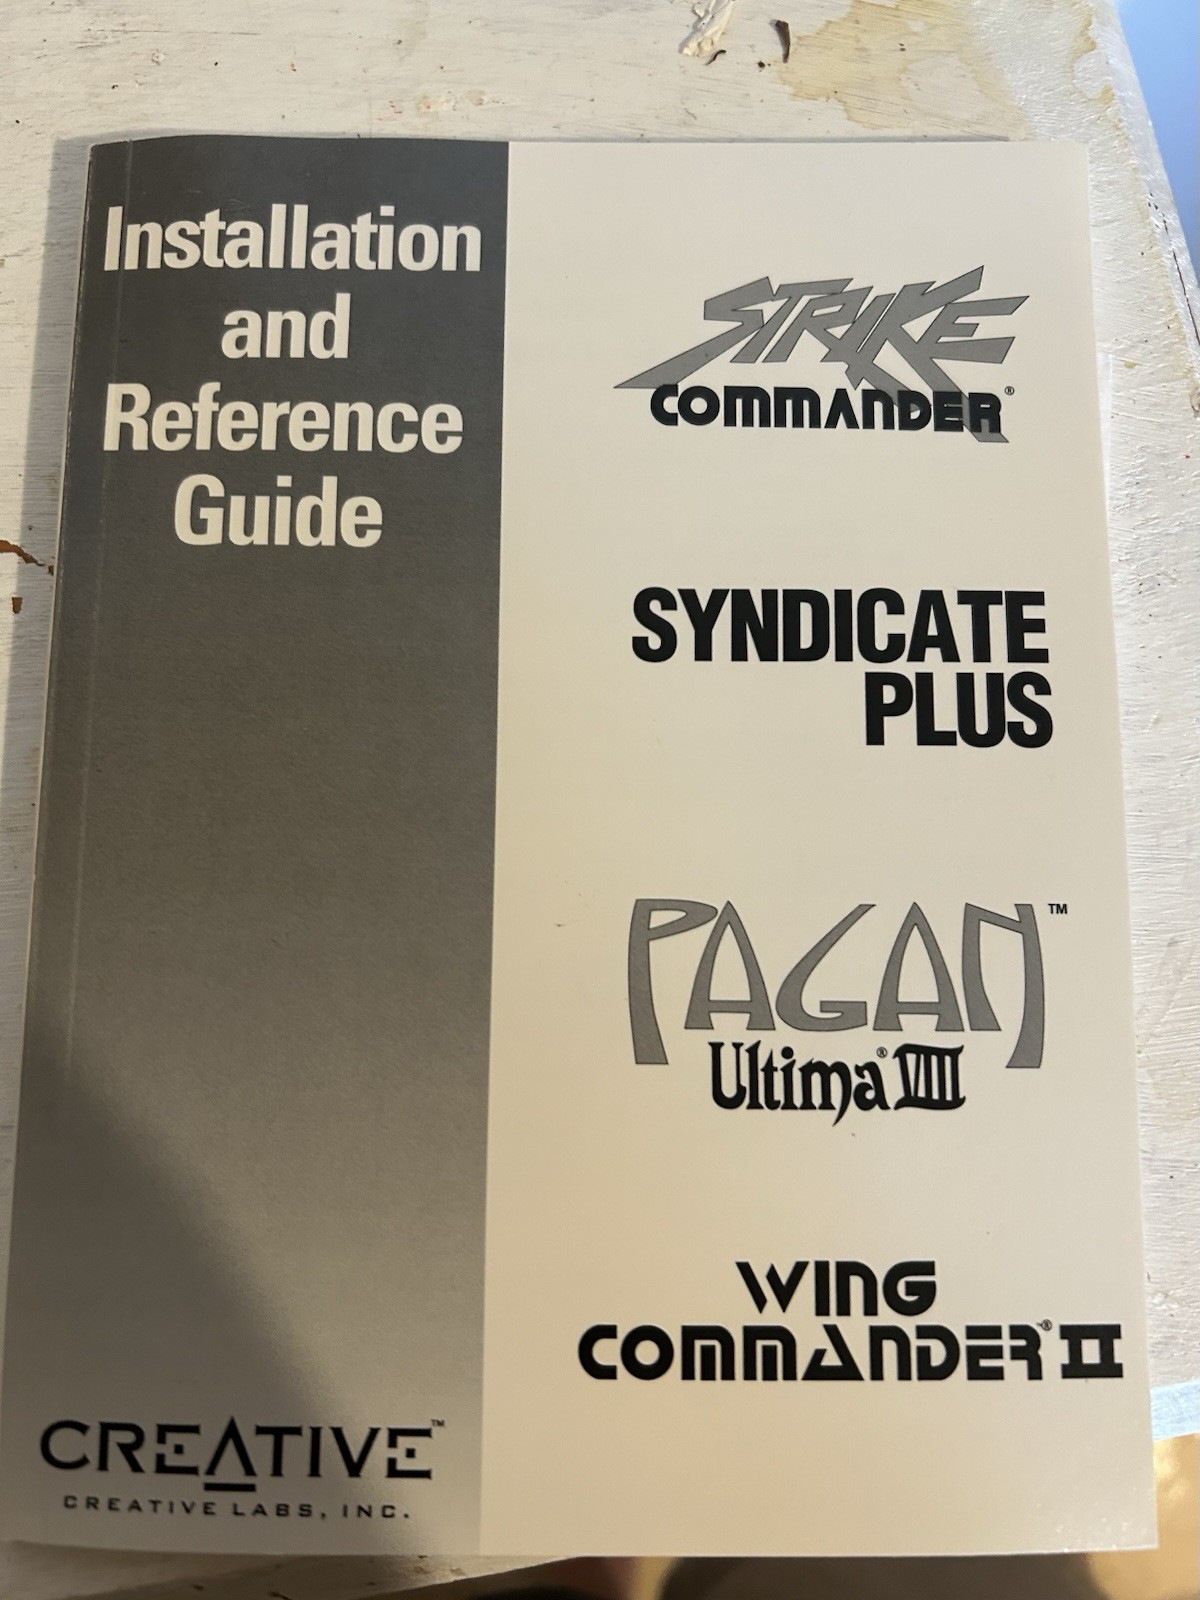 Installation
and
Reference
Guide
CREATIVE™
CREATIVE LABS, INC.
STRIKE
COMMANDER®
SYNDICATE
PLUS
PAGAN™
Ultima® VIII
WING
COMMANDER® II